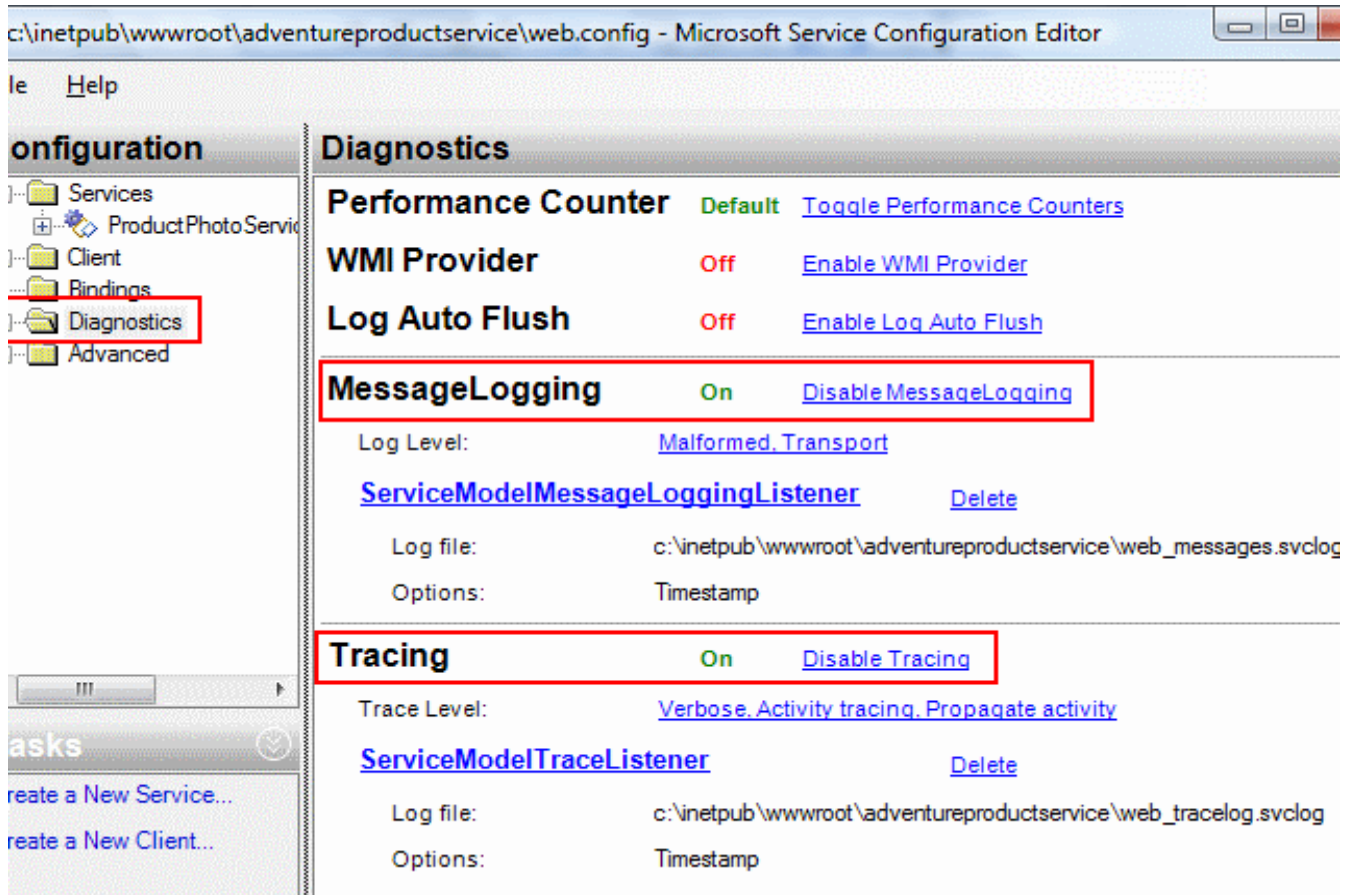 c:\inetpub\wwwroot\adventureproductservice\web.config - Microsoft Service Configuration Editor
le Help
onfiguration
Services
ProductPhotoServic
Client
Bindings
Diagnostics
Advanced
asks
reate a New Service...
reate a New Client...
Diagnostics
Performance Counter Default Toggle Performance Counters
WMI Provider Off Enable WMI Provider
Log Auto Flush Off Enable Log Auto Flush
MessageLogging On Disable MessageLogging
Log Level: Malformed, Transport
ServiceModelMessageLoggingListener Delete
Log file: c:\inetpub\wwwroot\adventureproductservice\web_messages.svclog
Options: Timestamp
Tracing On Disable Tracing
Trace Level: Verbose, Activity tracing, Propagate activity
ServiceModelTraceListener Delete
Log file: c:\inetpub\wwwroot\adventureproductservice\web_tracelog.svclog
Options: Timestamp